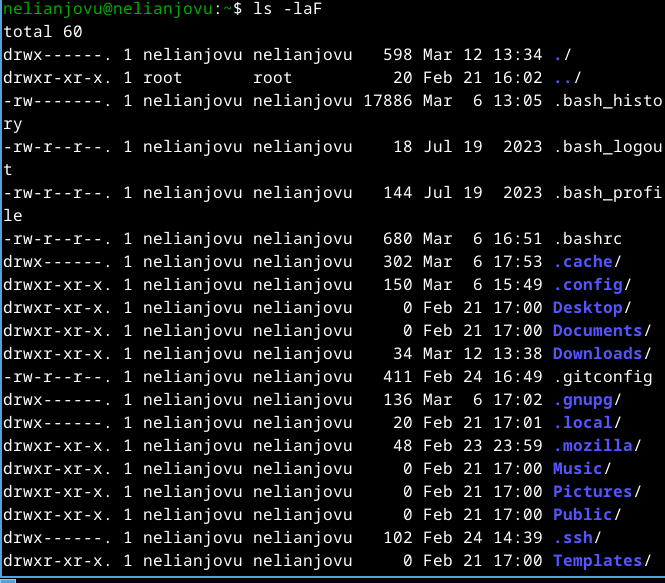 nelianjovu@nelianjovu:~$ ls -laF
total 60
drwx------. 1 nelianjovu nelianjovu   598 Mar 12 13:34 ./
drwxr-xr-x. 1 root       root          20 Feb 21 16:02 ../
-rw-------. 1 nelianjovu nelianjovu 17886 Mar  6 13:05 .bash_histo
ry
-rw-r--r--. 1 nelianjovu nelianjovu    18 Jul 19  2023 .bash_logou
t
-rw-r--r--. 1 nelianjovu nelianjovu   144 Jul 19  2023 .bash_profi
le
-rw-r--r--. 1 nelianjovu nelianjovu   680 Mar  6 16:51 .bashrc
drwx------. 1 nelianjovu nelianjovu   302 Mar  6 17:53 .cache/
drwxr-xr-x. 1 nelianjovu nelianjovu   150 Mar  6 15:49 .config/
drwxr-xr-x. 1 nelianjovu nelianjovu     0 Feb 21 17:00 Desktop/
drwxr-xr-x. 1 nelianjovu nelianjovu     0 Feb 21 17:00 Documents/
drwxr-xr-x. 1 nelianjovu nelianjovu    34 Mar 12 13:38 Downloads/
-rw-r--r--. 1 nelianjovu nelianjovu   411 Feb 24 16:49 .gitconfig
drwx------. 1 nelianjovu nelianjovu   136 Mar  6 17:02 .gnupg/
drwx------. 1 nelianjovu nelianjovu    20 Feb 21 17:01 .local/
drwxr-xr-x. 1 nelianjovu nelianjovu    48 Feb 23 23:59 .mozilla/
drwxr-xr-x. 1 nelianjovu nelianjovu     0 Feb 21 17:00 Music/
drwxr-xr-x. 1 nelianjovu nelianjovu     0 Feb 21 17:00 Pictures/
drwxr-xr-x. 1 nelianjovu nelianjovu     0 Feb 21 17:00 Public/
drwx------. 1 nelianjovu nelianjovu   102 Feb 24 14:39 .ssh/
drwxr-xr-x. 1 nelianjovu nelianjovu     0 Feb 21 17:00 Templates/